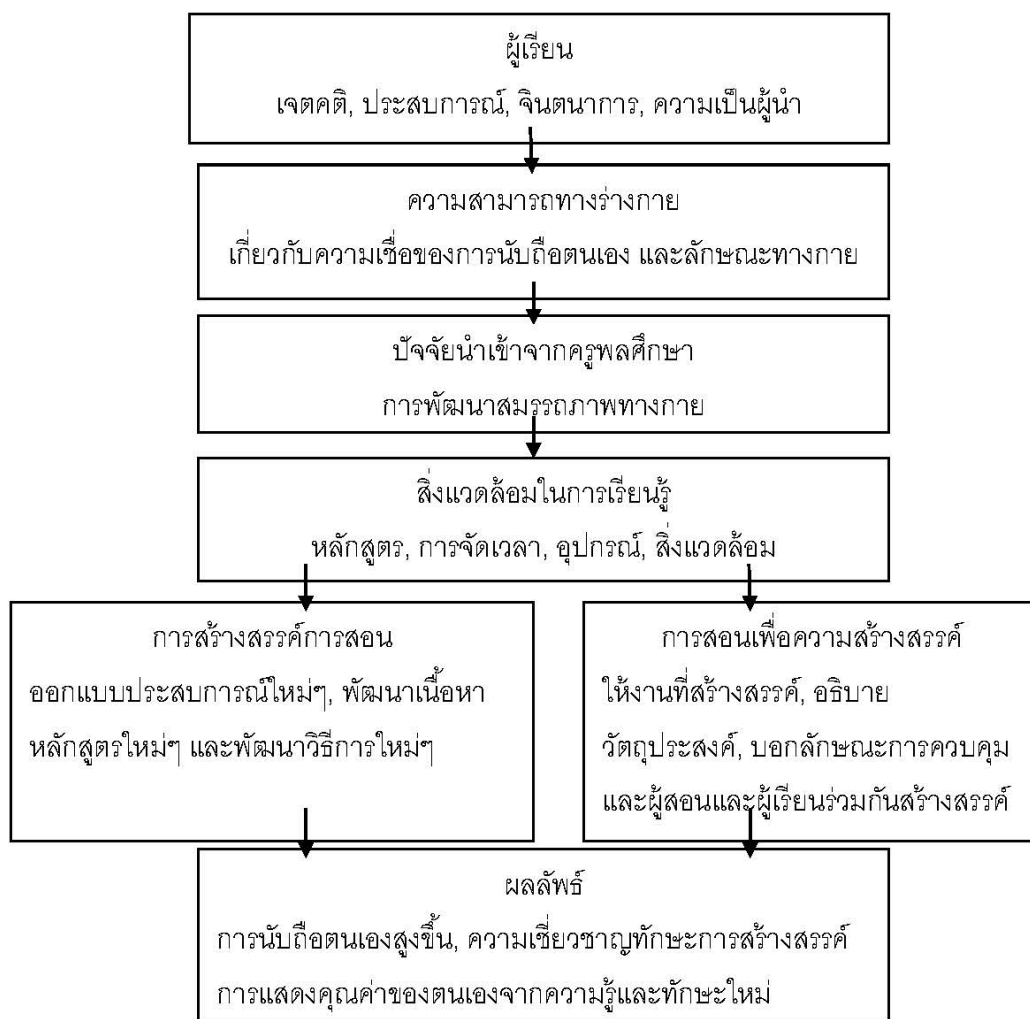 ผู้เรียน
เจตคติ, ประสบการณ์, จินตนาการ, ความเป็นผู้นำ
ความสามารถทางร่างกาย
เกี่ยวกับความเชื่อของการนับถือตนเอง และลักษณะทางกาย
ปัจจัยนำเข้าจากครูพลศึกษา
การพัฒนาสมรรถภาพทางกาย
สิ่งแวดล้อมในการเรียนรู้
หลักสูตร, การจัดเวลา, อุปกรณ์, สิ่งแวดล้อม
การสร้างสรรค์การสอน
ออกแบบประสบการณ์ใหม่ๆ, พัฒนาเนื้อหา
หลักสูตรใหม่ๆ และพัฒนาวิธีการใหม่ๆ
การสอนเพื่อความสร้างสรรค์
ให้งานที่สร้างสรรค์, อธิบาย
วัตถุประสงค์, บอกลักษณะการควบคุม
และผู้สอนและผู้เรียนร่วมกันสร้างสรรค์
ผลลัพธ์
การนับถือตนเองสูงขึ้น, ความเชี่ยวชาญทักษะการสร้างสรรค์
การแสดงคุณค่าของตนเองจากความรู้และทักษะใหม่